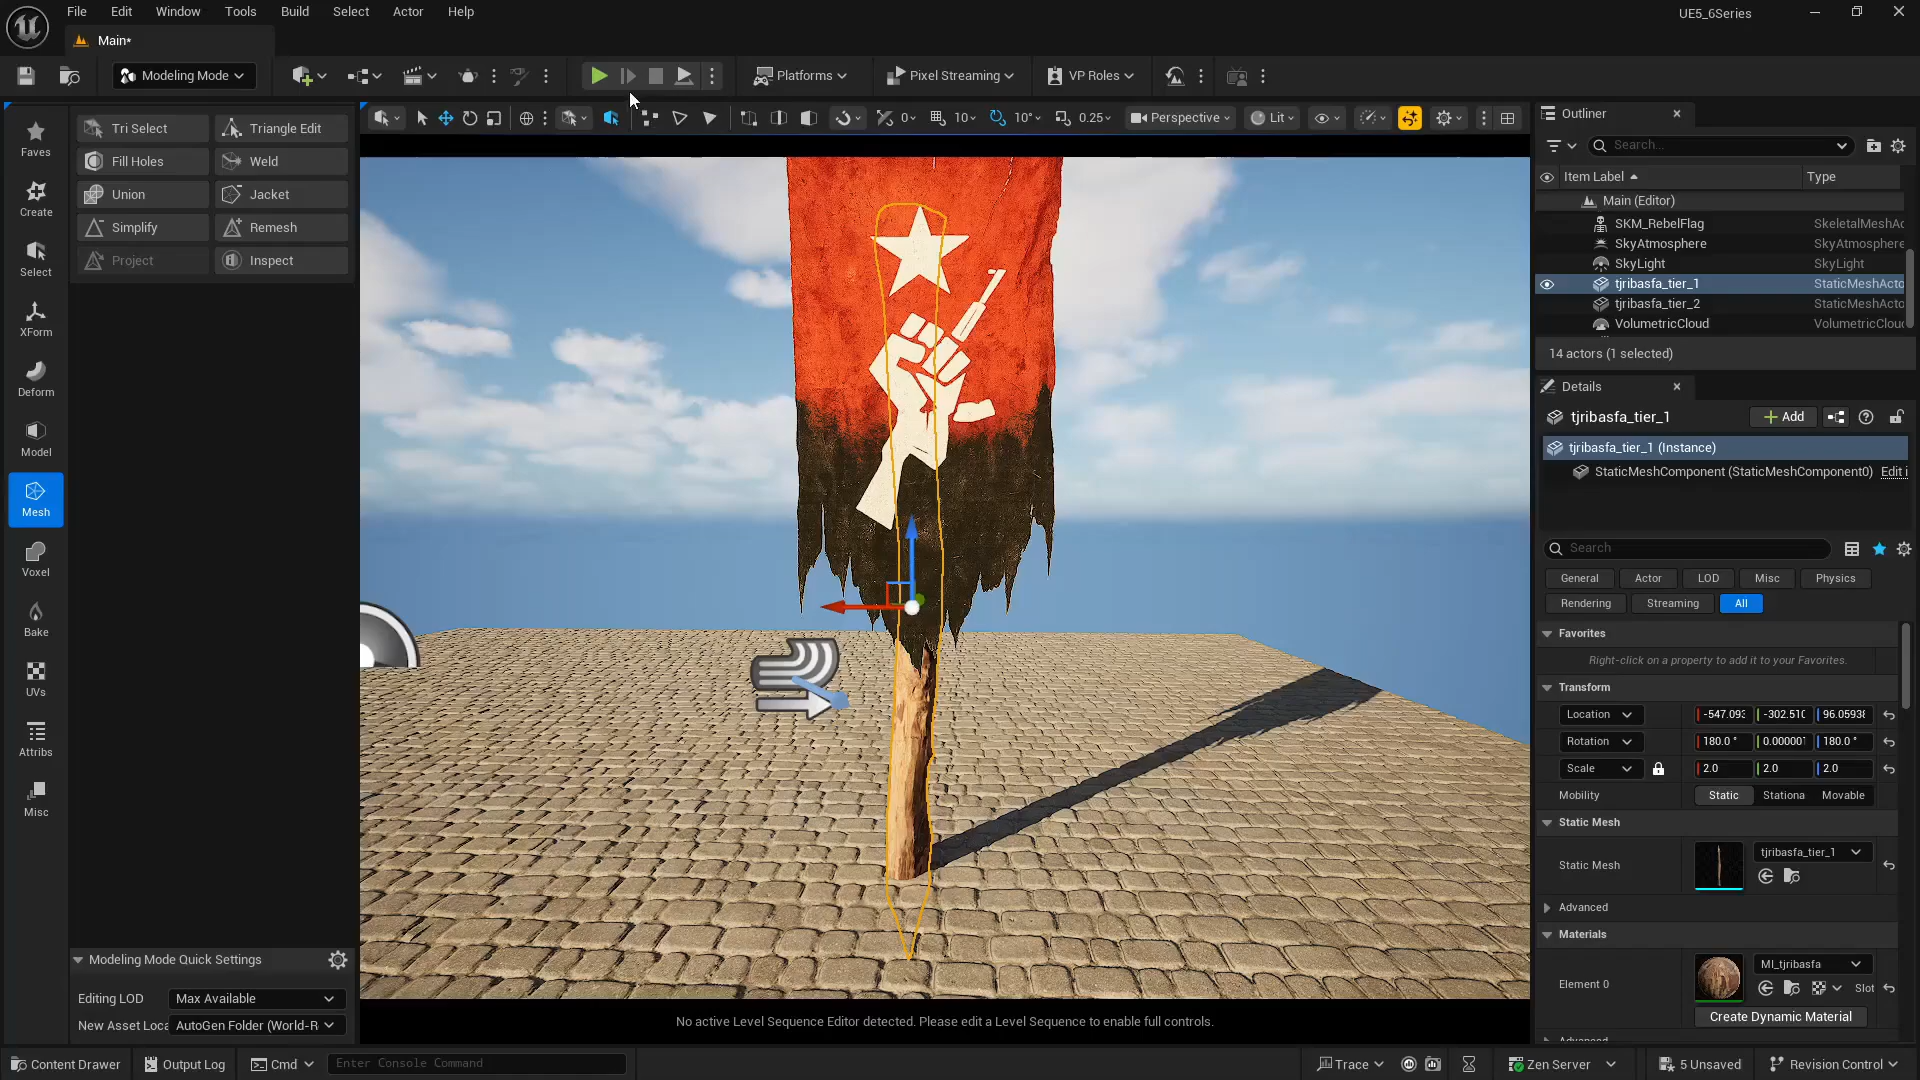 File Edit Window Tools Build Select Actor Help
UE5_6Series
Main*
Modeling Mode
Platforms
Pixel Streaming
VP Roles
Faves
Create
Select
XForm
Deform
Model
Mesh
Voxel
Bake
UVs
Attribs
Misc
Tri Select
Triangle Edit
Fill Holes
Weld
Union
Jacket
Simplify
Remesh
Project
Inspect
Modeling Mode Quick Settings
Editing LOD
Max Available
New Asset Loca
AutoGen Folder (World-R
0
10
10°
0.25
Perspective
Lit
No active Level Sequence Editor detected. Please edit a Level Sequence to enable full controls.
Outliner
Search...
Item Label
Type
Main (Editor)
SKM_RebelFlag
SkeletalMeshAc
SkyAtmosphere
SkyAtmosphere
SkyLight
SkyLight
tjribasfa_tier_1
StaticMeshActo
tjribasfa_tier_2
StaticMeshActo
VolumetricCloud
VolumetricCloud
14 actors (1 selected)
Details
tjribasfa_tier_1
Add
tjribasfa_tier_1 (Instance)
StaticMeshComponent (StaticMeshComponent0)
Edit i
Search
General
Actor
LOD
Misc
Physics
Rendering
Streaming
All
Favorites
Right-click on a property to add it to your Favorites.
Transform
Location
-547.093
-302.510
96.05938
Rotation
180.0 °
0.000001
180.0 °
Scale
2.0
2.0
2.0
Mobility
Static
Stationa
Movable
Static Mesh
Static Mesh
tjribasfa_tier_1
Advanced
Materials
Element 0
MI_tjribasfa
Slot
Create Dynamic Material
Content Drawer
Output Log
Cmd
Enter Console Command
Trace
Zen Server
5 Unsaved
Revision Control